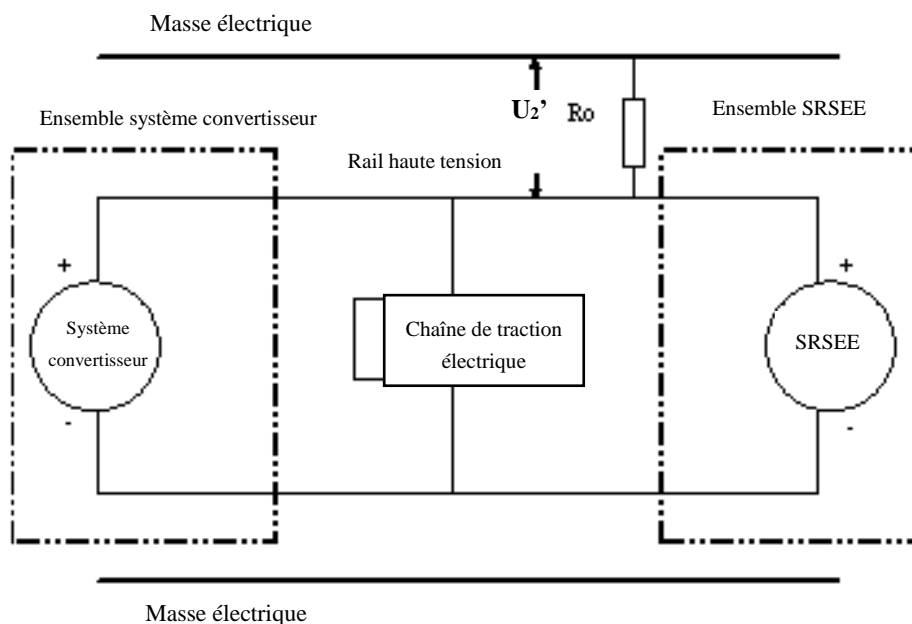 Masse électrique
Ensemble système convertisseur
U2’
Ro
Ensemble SRSEE
Rail haute tension
+
+
Système
convertisseur
Chaîne de traction
électrique
SRSEE
-
-
Masse électrique